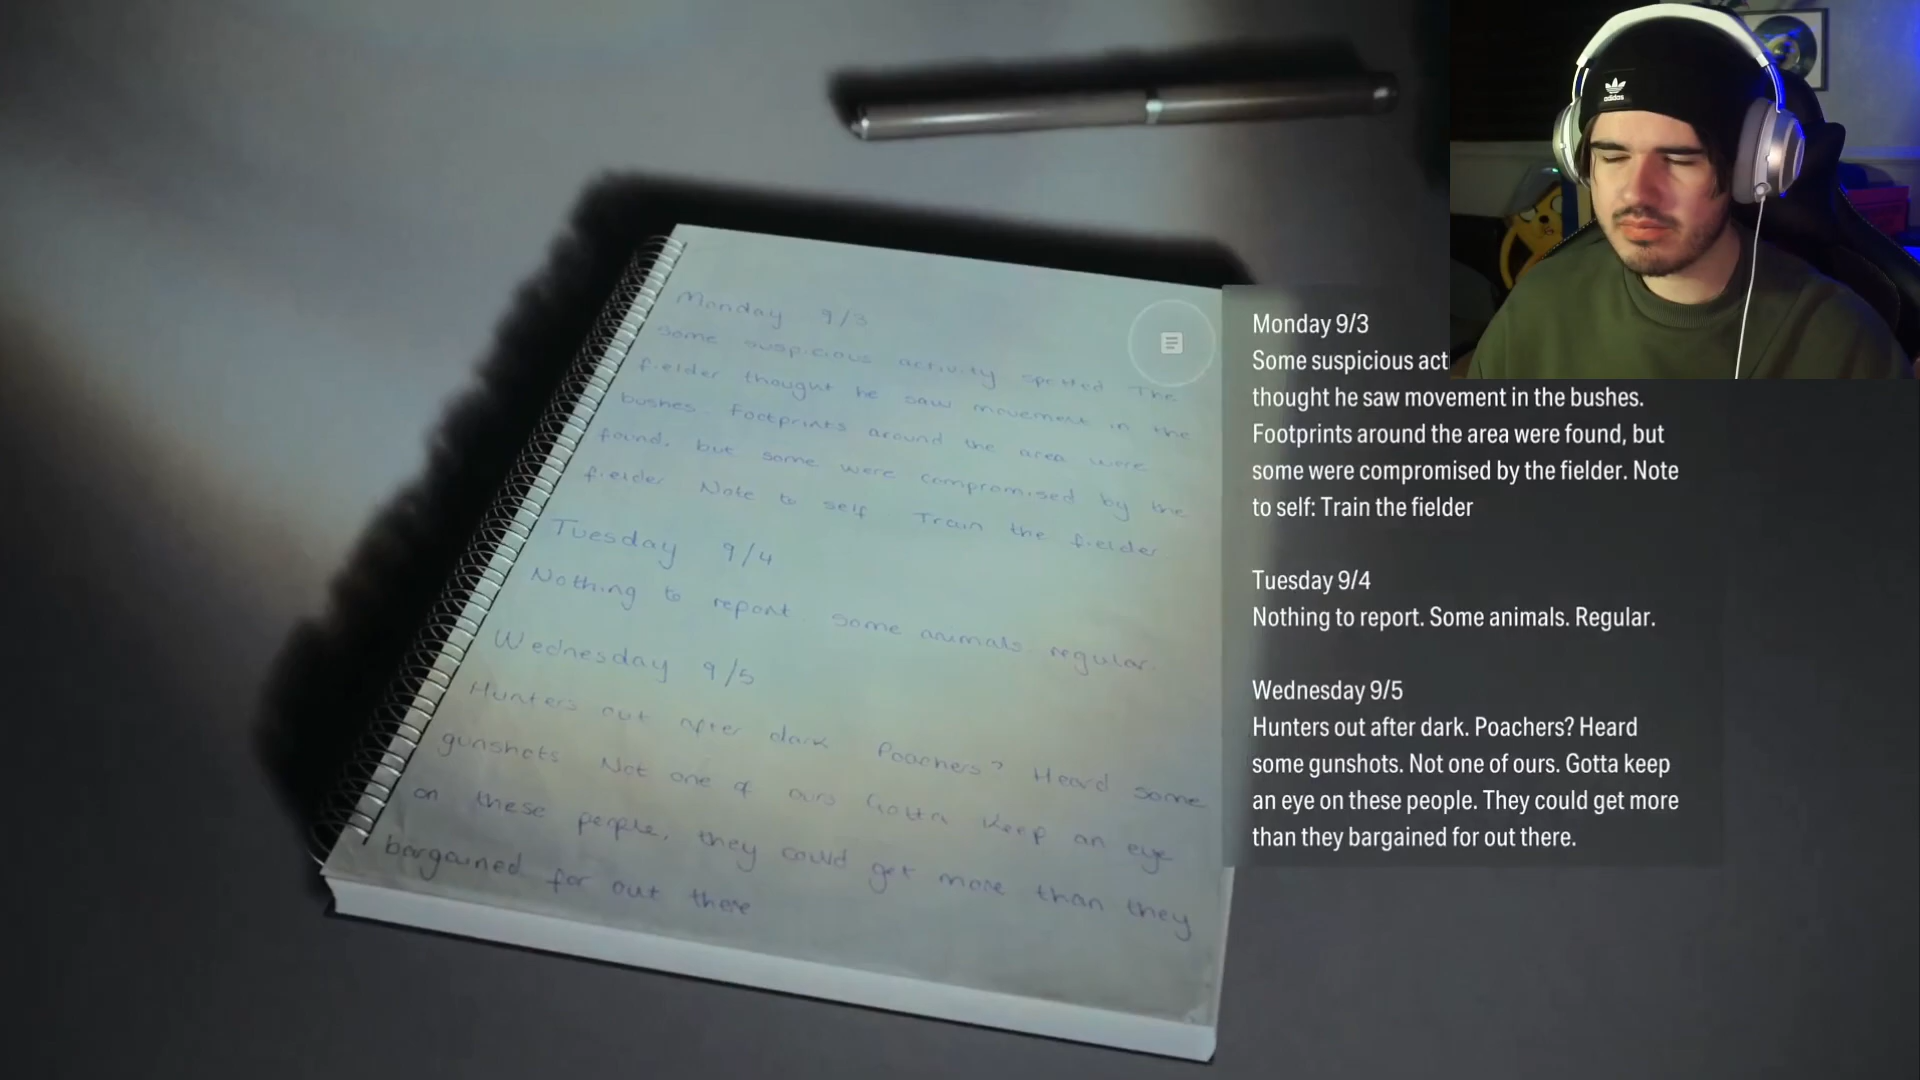 adidas
Monday 9/3
Some suspicious activity spotted The
fielder thought he saw movement in the
bushes. Footprints around the area were
found, but some were compromised by the
fielder Note to self Train the fielder.
Tuesday 9/4
Nothing to report. some animals. regular.
Wednesday 9/5
Hunters out after dark Poachers? Heard some
gunshots Not one of ours Gotta keep an eye
on these people, they could get more than they
bargained for out there
Monday 9/3
Some suspicious act
thought he saw movement in the bushes.
Footprints around the area were found, but
some were compromised by the fielder. Note
to self: Train the fielder
Tuesday 9/4
Nothing to report. Some animals. Regular.
Wednesday 9/5
Hunters out after dark. Poachers? Heard
some gunshots. Not one of ours. Gotta keep
an eye on these people. They could get more
than they bargained for out there.